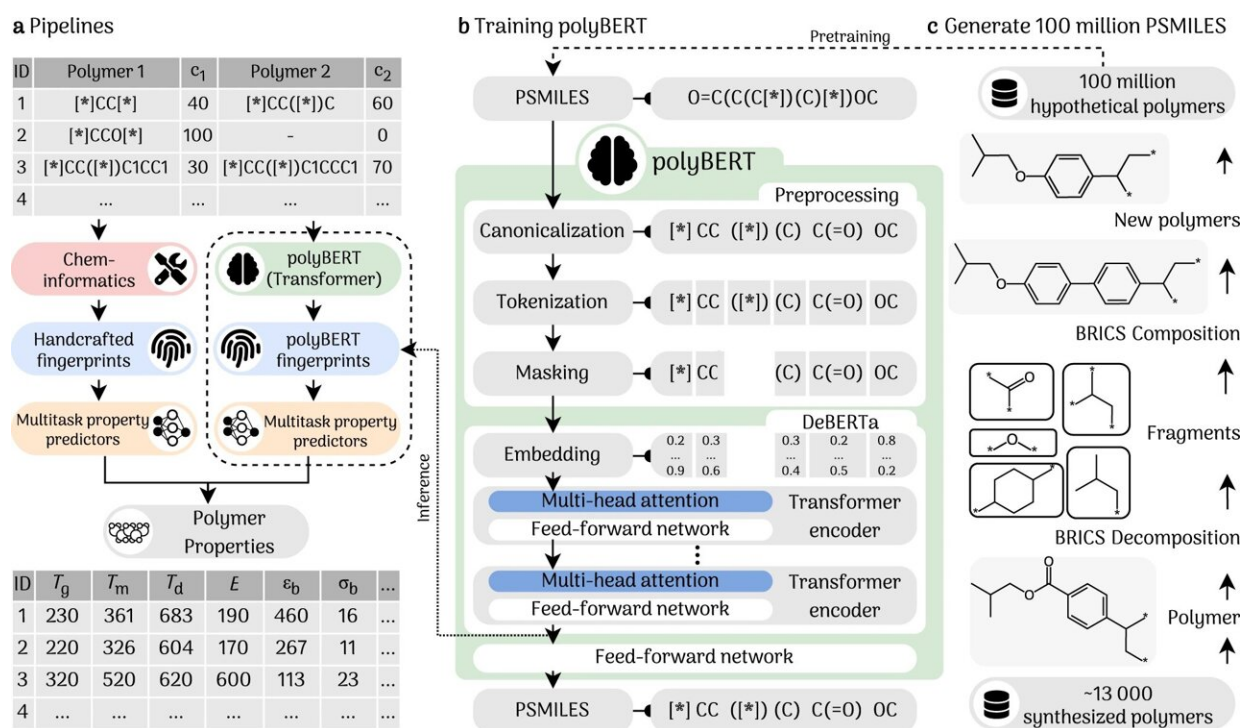 a Pipelines
ID Polymer 1 c1 Polymer 2 c2
1 [*]CC[*] 40 [*]CC([*])C 60
2 [*]CCO[*] 100 - 0
3 [*]CC([*])C1CC1 30 [*]CC([*])C1CCC1 70
4 ... ... ... ...
Chem-
informatics
polyBERT
(Transformer)
Handcrafted
fingerprints
polyBERT
fingerprints
Multitask property
predictors
Multitask property
predictors
Polymer
Properties
ID Tg Tm Td E εb σb ...
1 230 361 683 190 460 16 ...
2 220 326 604 170 267 11 ...
3 320 520 620 600 113 23 ...
4 ... ... ... ... ... ... ...
Inference
b Training polyBERT
Pretraining
PSMILES O=C(C(C[*])(C)[*])OC
polyBERT
Preprocessing
Canonicalization [*] CC ([*]) (C) C(=O) OC
Tokenization [*] CC ([*]) (C) C(=O) OC
Masking [*] CC (C) C(=O) OC
DeBERTa
Embedding
0.2 0.3 0.3 0.2 0.8
... ... ... ... ...
0.9 0.6 0.4 0.5 0.2
Multi-head attention
Feed-forward network
Transformer
encoder
Multi-head attention
Feed-forward network
Transformer
encoder
Feed-forward network
PSMILES [*] CC ([*]) (C) C(=O) OC
c Generate 100 million PSMILES
100 million
hypothetical polymers
O
*
*
New polymers
O
*
*
BRICS Composition
*
O
*
*
*
*
* O *
*
*
*
Fragments
BRICS Decomposition
O
O
*
*
Polymer
~13 000
synthesized polymers